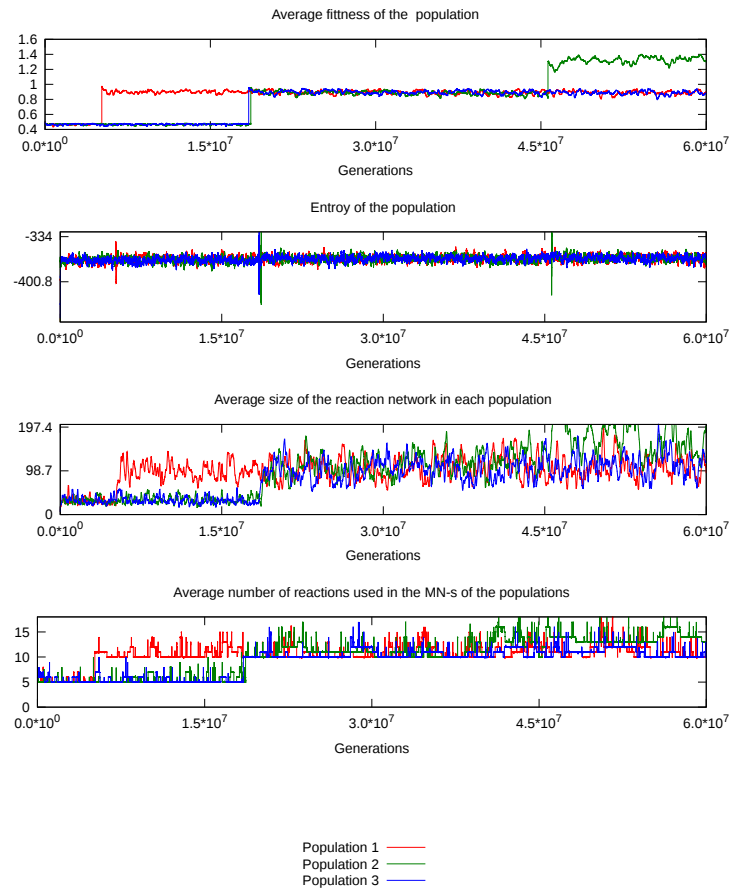 Average fittness of the  population
1.6
1.4
1.2
1
0.8
0.6
0.4
0.0*10^0 1.5*10^7 3.0*10^7 4.5*10^7 6.0*10^7
Generations
Entroy of the population
-334
-400.8
0.0*10^0 1.5*10^7 3.0*10^7 4.5*10^7 6.0*10^7
Generations
Average size of the reaction network in each population
197.4
98.7
0
0.0*10^0 1.5*10^7 3.0*10^7 4.5*10^7 6.0*10^7
Generations
Average number of reactions used in the MN-s of the populations
15
10
5
0
0.0*10^0 1.5*10^7 3.0*10^7 4.5*10^7 6.0*10^7
Generations
Population 1
Population 2
Population 3